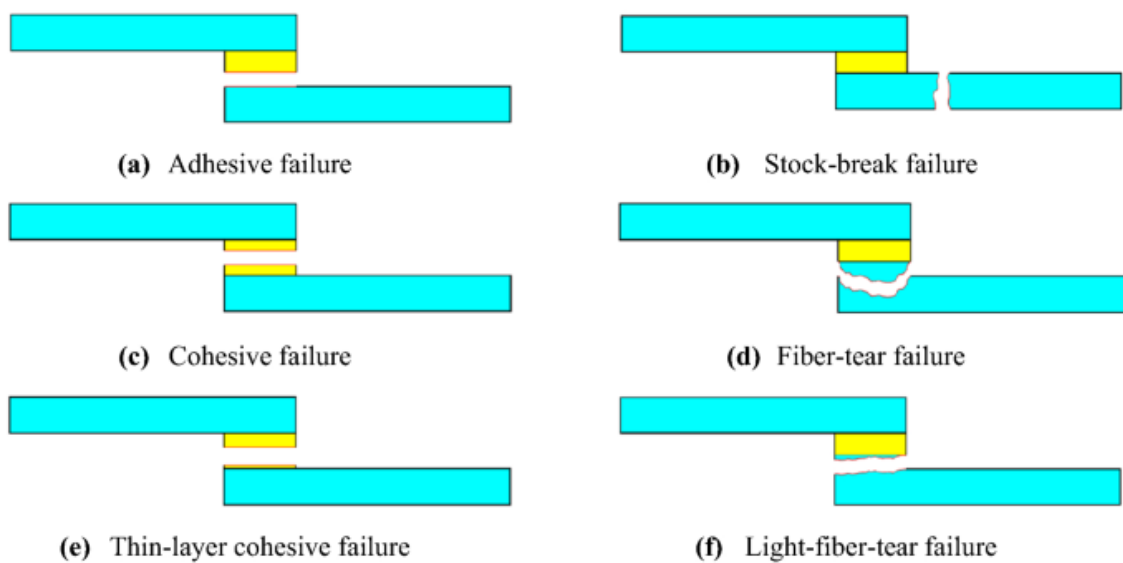 (a) Adhesive failure
(b) Stock-break failure
(c) Cohesive failure
(d) Fiber-tear failure
(e) Thin-layer cohesive failure
(f) Light-fiber-tear failure